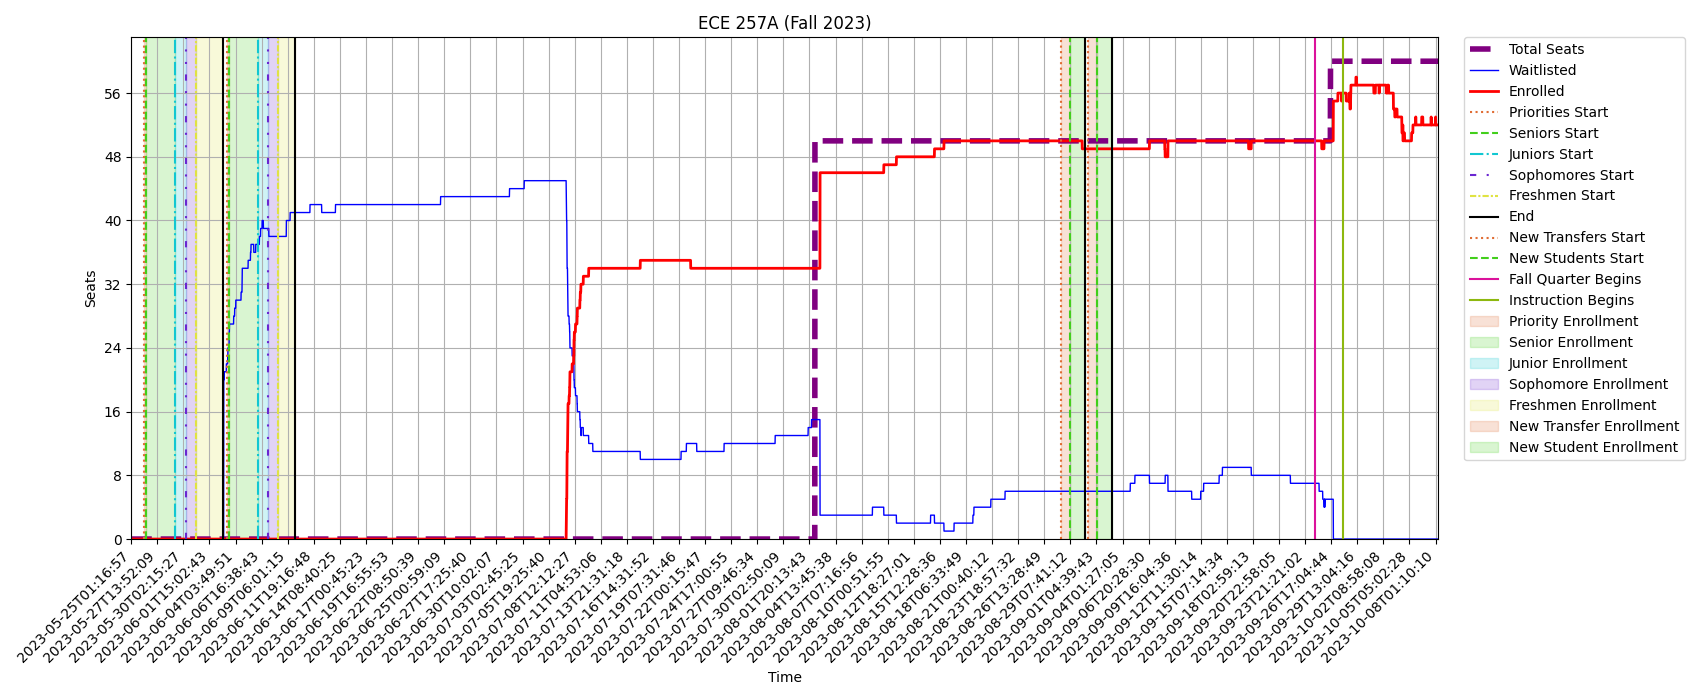 ECE 257A (Fall 2023)
Seats
56
48
40
32
24
16
8
0
2023-05-25T01:16:57
2023-05-27T13:52:09
2023-05-30T02:15:27
2023-06-01T15:02:43
2023-06-04T03:49:51
2023-06-06T16:38:43
2023-06-09T06:01:15
2023-06-11T19:16:48
2023-06-14T08:40:25
2023-06-17T00:45:23
2023-06-19T16:55:53
2023-06-22T08:50:39
2023-06-25T00:59:09
2023-06-27T17:25:40
2023-06-30T10:02:07
2023-07-03T02:45:25
2023-07-05T19:25:40
2023-07-08T12:12:27
2023-07-11T04:53:06
2023-07-13T21:31:18
2023-07-16T14:31:52
2023-07-19T07:31:46
2023-07-22T00:15:47
2023-07-24T17:00:55
2023-07-27T09:46:34
2023-07-30T02:50:09
2023-08-01T20:13:43
2023-08-04T13:45:38
2023-08-07T07:16:56
2023-08-10T00:51:55
2023-08-12T18:27:01
2023-08-15T12:28:36
2023-08-18T06:33:49
2023-08-21T00:40:12
2023-08-23T18:57:32
2023-08-26T13:28:49
2023-08-29T07:41:12
2023-09-01T04:39:43
2023-09-04T01:27:05
2023-09-06T20:28:30
2023-09-09T16:04:36
2023-09-12T11:30:14
2023-09-15T07:14:34
2023-09-18T02:59:13
2023-09-20T22:58:05
2023-09-23T21:21:02
2023-09-26T17:04:44
2023-09-29T13:04:16
2023-10-02T08:58:08
2023-10-05T05:02:28
2023-10-08T01:10:10
Time
Total Seats
Waitlisted
Enrolled
Priorities Start
Seniors Start
Juniors Start
Sophomores Start
Freshmen Start
End
New Transfers Start
New Students Start
Fall Quarter Begins
Instruction Begins
Priority Enrollment
Senior Enrollment
Junior Enrollment
Sophomore Enrollment
Freshmen Enrollment
New Transfer Enrollment
New Student Enrollment